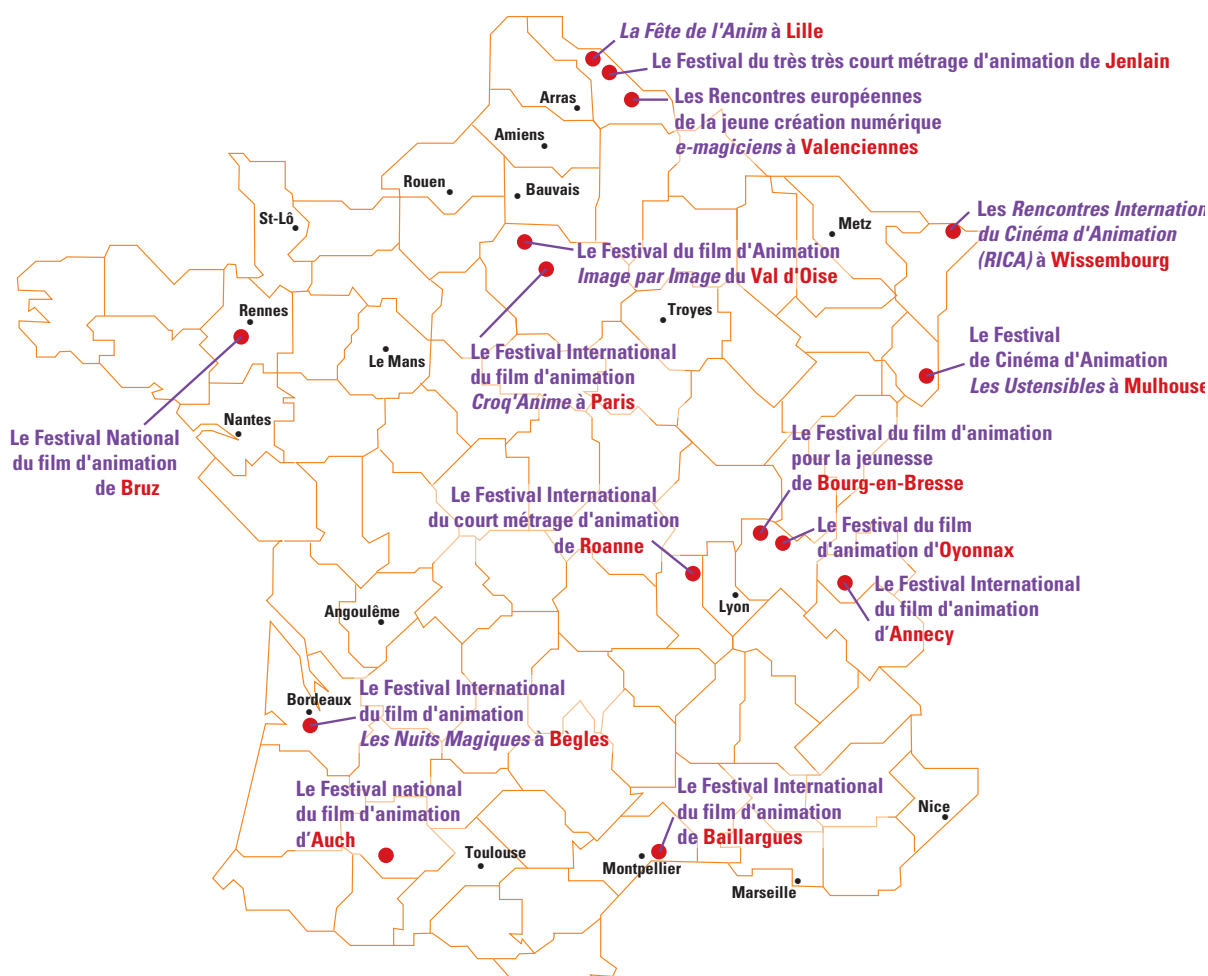 La Fête de l'Anim à Lille
Le Festival du très très court métrage d'animation de Jenlain
Les Rencontres européennes
de la jeune création numérique
e-magiciens à Valenciennes
Arras
Amiens
Rouen
Bauvais
St-Lô
Metz
Les Rencontres Internation
du Cinéma d'Animation
(RICA) à Wissembourg
Le Festival du film d'Animation
Image par Image du Val d'Oise
Rennes
Troyes
Le Mans
Le Festival International
du film d'animation
Croq'Anime à Paris
Le Festival
de Cinéma d'Animation
Les Ustensibles à Mulhouse
Nantes
Le Festival National
du film d'animation
de Bruz
Le Festival du film d'animation
pour la jeunesse
de Bourg-en-Bresse
Le Festival International
du court métrage d'animation
de Roanne
Le Festival du film
d'animation d'Oyonnax
Lyon
Le Festival International
du film d'animation
d'Annecy
Angoulême
Bordeaux
Le Festival International
du film d'animation
Les Nuits Magiques à Bègles
Le Festival national
du film d'animation
d'Auch
Toulouse
Le Festival International
du film d'animation
de Baillargues
Montpellier
Nice
Marseille